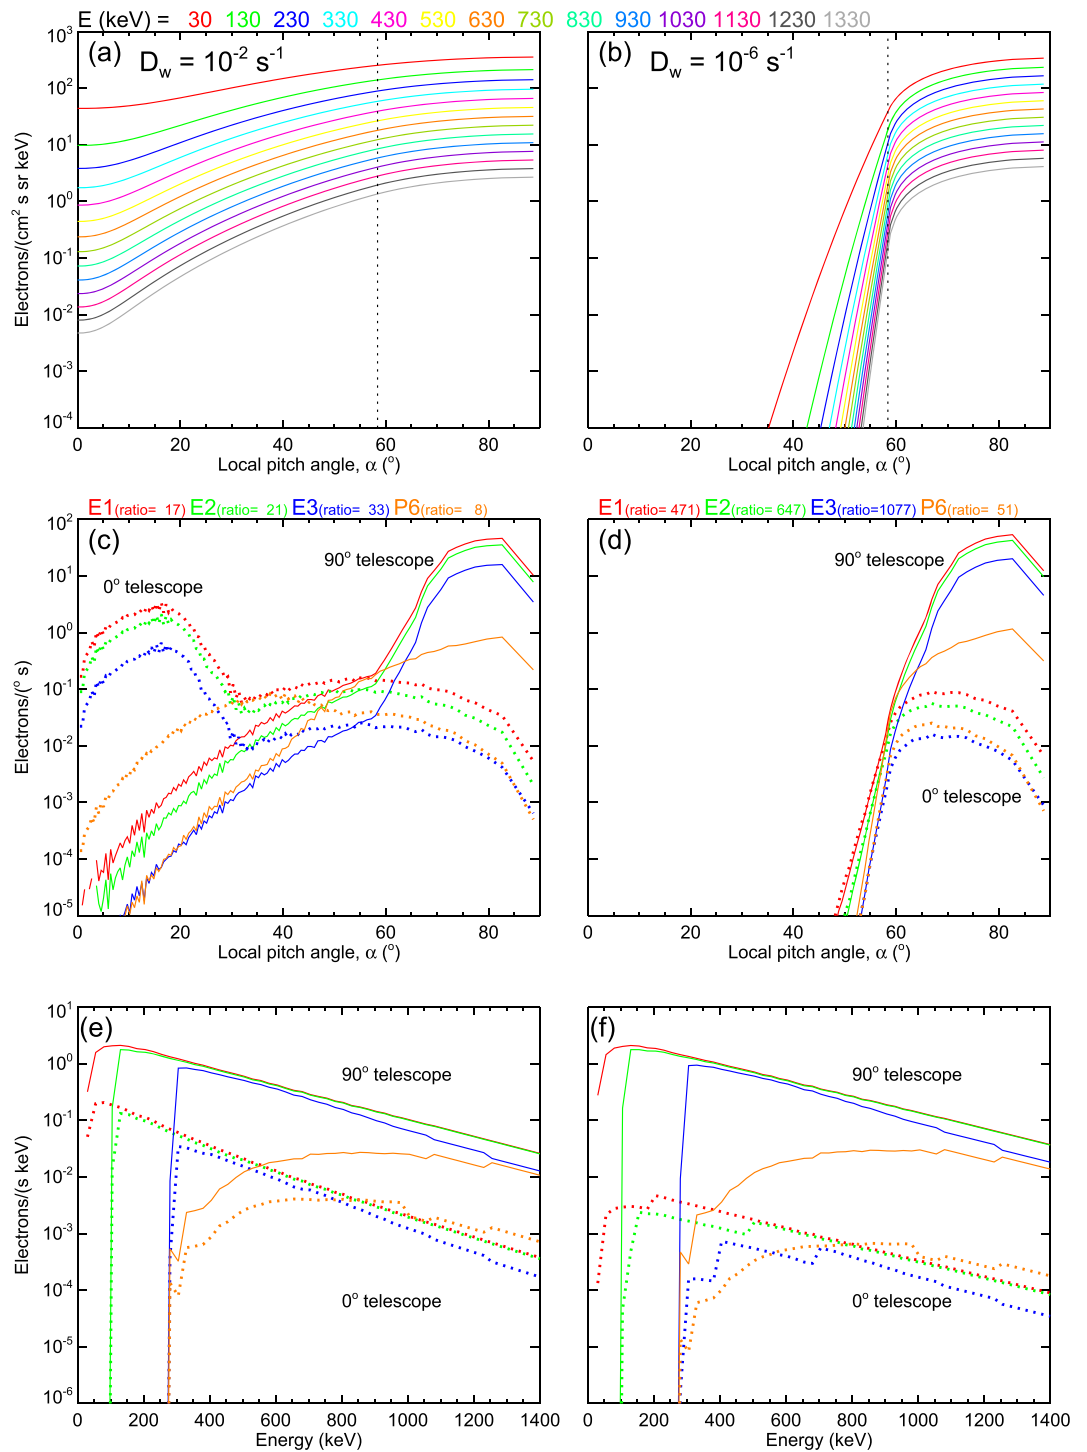 E (keV) = 30 130 230 330 430 530 630 730 830 930 1030 1130 1230 1330
(a) D_w = 10^-2 s^-1
(b) D_w = 10^-6 s^-1
Electrons/(cm^2 s sr keV)
10^3
10^2
10^1
10^0
10^-1
10^-2
10^-3
10^-4
0 20 40 60 80
0 20 40 60 80
Local pitch angle, α (°)
Local pitch angle, α (°)
E1(ratio= 17) E2(ratio= 21) E3(ratio= 33) P6(ratio= 8)
E1(ratio= 471) E2(ratio= 647) E3(ratio=1077) P6(ratio= 51)
(c)
90° telescope
0° telescope
(d)
90° telescope
0° telescope
Electrons/(° s)
10^2
10^1
10^0
10^-1
10^-2
10^-3
10^-4
10^-5
0 20 40 60 80
0 20 40 60 80
Local pitch angle, α (°)
Local pitch angle, α (°)
(e)
90° telescope
0° telescope
(f)
90° telescope
0° telescope
Electrons/(s keV)
10^1
10^0
10^-1
10^-2
10^-3
10^-4
10^-5
10^-6
0 200 400 600 800 1000 1200 1400
0 200 400 600 800 1000 1200 1400
Energy (keV)
Energy (keV)